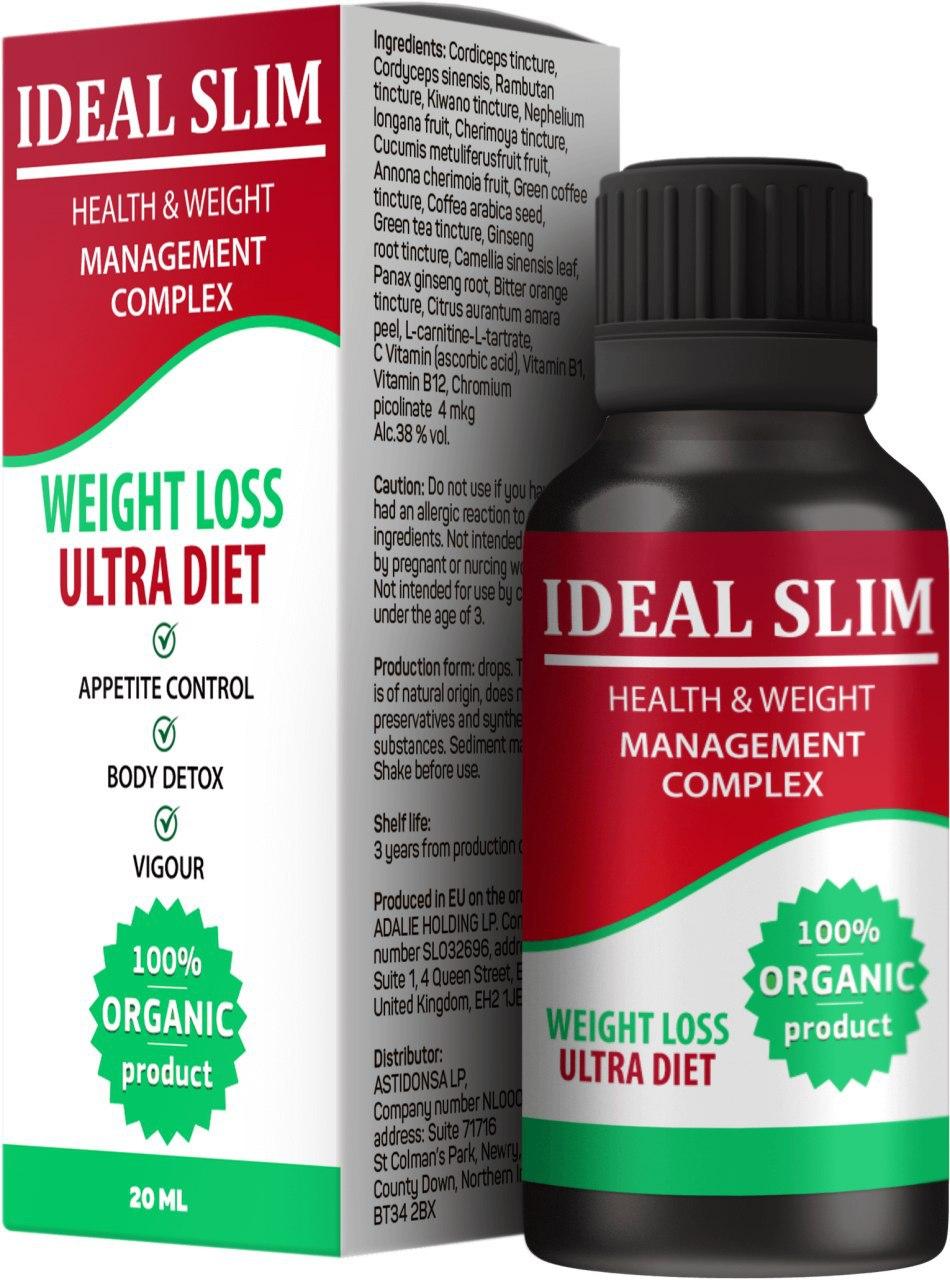 IDEAL SLIM
HEALTH & WEIGHT
MANAGEMENT
COMPLEX
WEIGHT LOSS
ULTRA DIET
APPETITE CONTROL
BODY DETOX
VIGOUR
100%
ORGANIC
product
20 ML
Ingredients: Cordiceps tincture,
Cordyceps sinensis, Rambutan
tincture, Kiwano tincture, Nephelium
longana fruit, Cherimoya tincture,
Cucumis metuliferusfruit fruit,
Annona cherimoia fruit, Green coffee
tincture, Coffea arabica seed,
Green tea tincture, Ginseng
root tincture, Camellia sinensis leaf,
Panax ginseng root, Bitter orange
tincture, Citrus aurantum amara
peel, L-carnitine-L-tartrate,
C Vitamin (ascorbic acid), Vitamin B1,
Vitamin B12, Chromium
picolinate 4 mkg
Alc.38 % vol.
Caution: Do not use if you
had an allergic reaction to
ingredients. Not intended
by pregnant or nurcing
Not intended for use by
under the age of 3.
Production form: drops.
is of natural origin, does
preservatives and
substances. Sediment
Shake before use.
Shelf life:
3 years from production
Produced in EU on the
ADALIE HOLDING LP.
number SL032696,
Suite 1, 4 Queen Street,
United Kingdom, EH2 1JE
Distributor:
ASTIDONSA LP,
Company number
address: Suite 71716
St Colman's Park, Newry,
County Down, Northern
BT34 2BX
IDEAL SLIM
HEALTH & WEIGHT
MANAGEMENT
COMPLEX
100%
ORGANIC
product
WEIGHT LOSS
ULTRA DIET